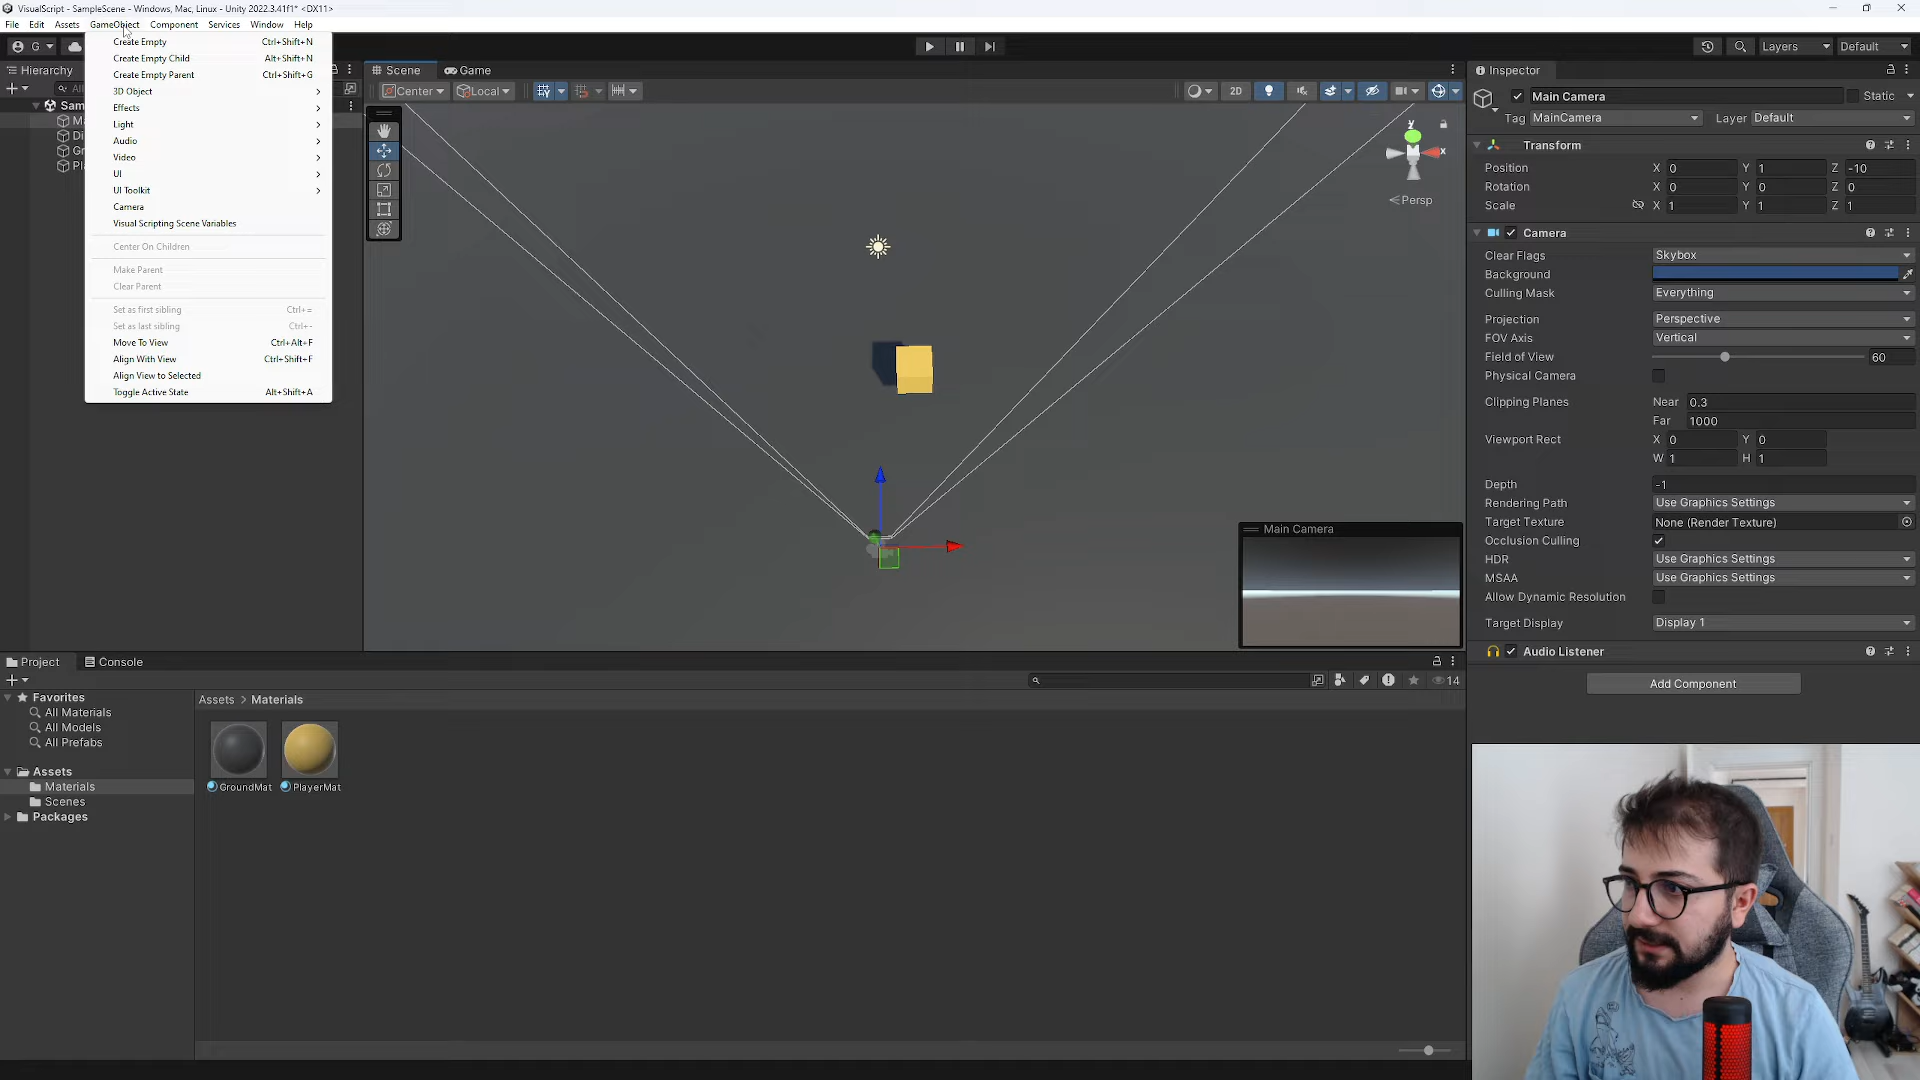 VisualScript - SampleScene - Windows, Mac, Linux - Unity 2022.3.41f1* <DX11>
File Edit Assets GameObject Component Services Window Help
G
Layers Default
Create Empty Ctrl+Shift+N
Create Empty Child Alt+Shift+N
Create Empty Parent Ctrl+Shift+G
3D Object
Effects
Light
Audio
Video
UI
UI Toolkit
Camera
Visual Scripting Scene Variables
Center On Children
Make Parent
Clear Parent
Set as first sibling Ctrl+=
Set as last sibling Ctrl+-
Move To View Ctrl+Alt+F
Align With View Ctrl+Shift+F
Align View to Selected
Toggle Active State Alt+Shift+A
Hierarchy
All
Sam
Ma
Di
Gr
Pl
Scene Game
Center Local 2D
y
x
Persp
Main Camera
Inspector
Main Camera Static
Tag MainCamera Layer Default
Transform
Position X 0 Y 1 Z -10
Rotation X 0 Y 0 Z 0
Scale X 1 Y 1 Z 1
Camera
Clear Flags Skybox
Background
Culling Mask Everything
Projection Perspective
FOV Axis Vertical
Field of View 60
Physical Camera
Clipping Planes Near 0.3
Far 1000
Viewport Rect X 0 Y 0
W 1 H 1
Depth -1
Rendering Path Use Graphics Settings
Target Texture None (Render Texture)
Occlusion Culling
HDR Use Graphics Settings
MSAA Use Graphics Settings
Allow Dynamic Resolution
Target Display Display 1
Audio Listener
Add Component
Project Console
14
Favorites
All Materials
All Models
All Prefabs
Assets
Materials
Scenes
Packages
Assets > Materials
GroundMat PlayerMat